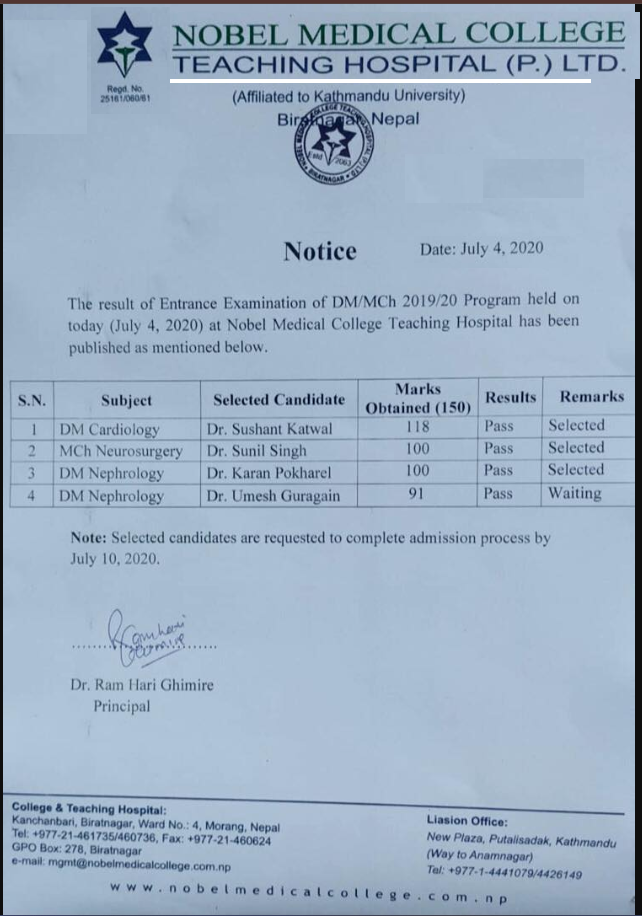 NOBEL MEDICAL COLLEGE
TEACHING HOSPITAL (P.) LTD.
Regd. No.
25161/060/61
(Affiliated to Kathmandu University)
Biratnagar, Nepal
NOBEL MEDICAL COLLEGE TEACHING HOSPITAL (P) LTD.
Estd 2063
BIRATNAGAR
Notice
Date: July 4, 2020
The result of Entrance Examination of DM/MCh 2019/20 Program held on
today (July 4, 2020) at Nobel Medical College Teaching Hospital has been
published as mentioned below.
S.N. Subject Selected Candidate Marks Obtained (150) Results Remarks
1 DM Cardiology Dr. Sushant Katwal 118 Pass Selected
2 MCh Neurosurgery Dr. Sunil Singh 100 Pass Selected
3 DM Nephrology Dr. Karan Pokharel 100 Pass Selected
4 DM Nephrology Dr. Umesh Guragain 91 Pass Waiting
Note: Selected candidates are requested to complete admission process by
July 10, 2020.
Ramhari
Ghimire
Dr. Ram Hari Ghimire
Principal
College & Teaching Hospital:
Kanchanbari, Biratnagar, Ward No.: 4, Morang, Nepal
Tel: +977-21-461735/460736, Fax: +977-21-460624
GPO Box: 278, Biratnagar
e-mail: mgmt@nobelmedicalcollege.com.np
Liasion Office:
New Plaza, Putalisadak, Kathmandu
(Way to Anamnagar)
Tel: +977-1-4441079/4426149
www.nobelmedicalcollege.com.np